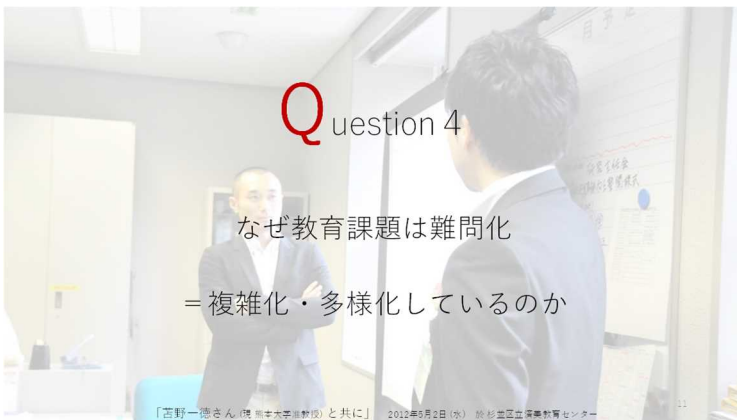 Question 4
なぜ教育課題は難問化
＝複雑化・多様化しているのか
「苫野一徳さん(現 熊本大学准教授)と共に」 2012年5月2日(水) 於 杉並区立済美教育センター
11